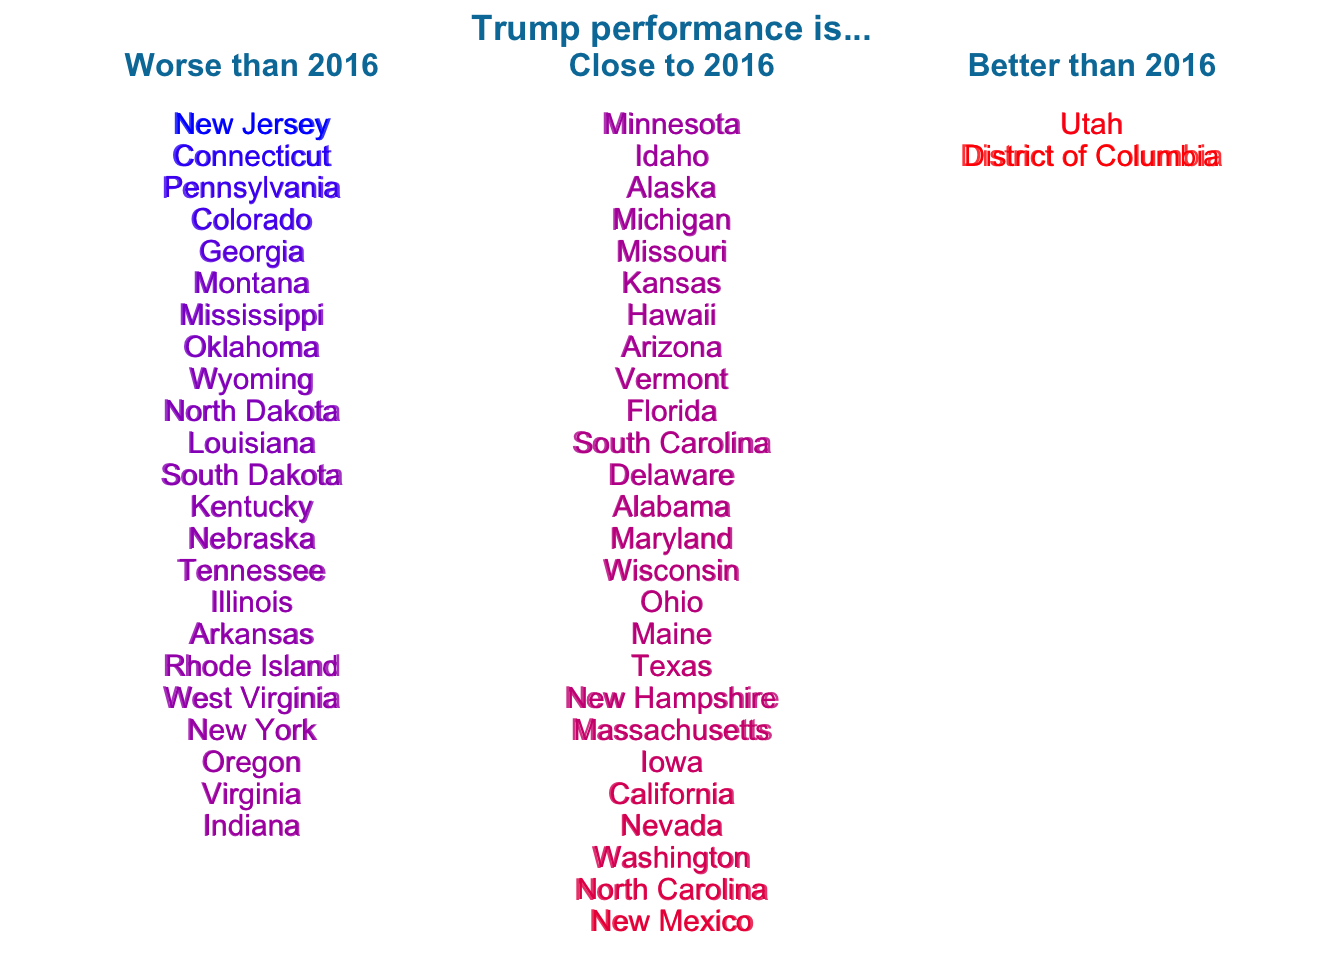 Trump performance is...
Worse than 2016
New Jersey
Connecticut
Pennsylvania
Colorado
Georgia
Montana
Mississippi
Oklahoma
Wyoming
North Dakota
Louisiana
South Dakota
Kentucky
Nebraska
Tennessee
Illinois
Arkansas
Rhode Island
West Virginia
New York
Oregon
Virginia
Indiana
Close to 2016
Minnesota
Idaho
Alaska
Michigan
Missouri
Kansas
Hawaii
Arizona
Vermont
Florida
South Carolina
Delaware
Alabama
Maryland
Wisconsin
Ohio
Maine
Texas
New Hampshire
Massachusetts
Iowa
California
Nevada
Washington
North Carolina
New Mexico
Better than 2016
Utah
District of Columbia